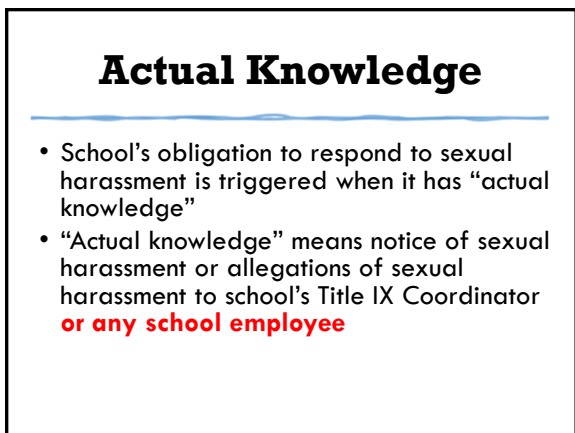 Actual Knowledge
• School's obligation to respond to sexual
harassment is triggered when it has “actual
knowledge”
• “Actual knowledge” means notice of sexual
harassment or allegations of sexual
harassment to school's Title IX Coordinator
or any school employee